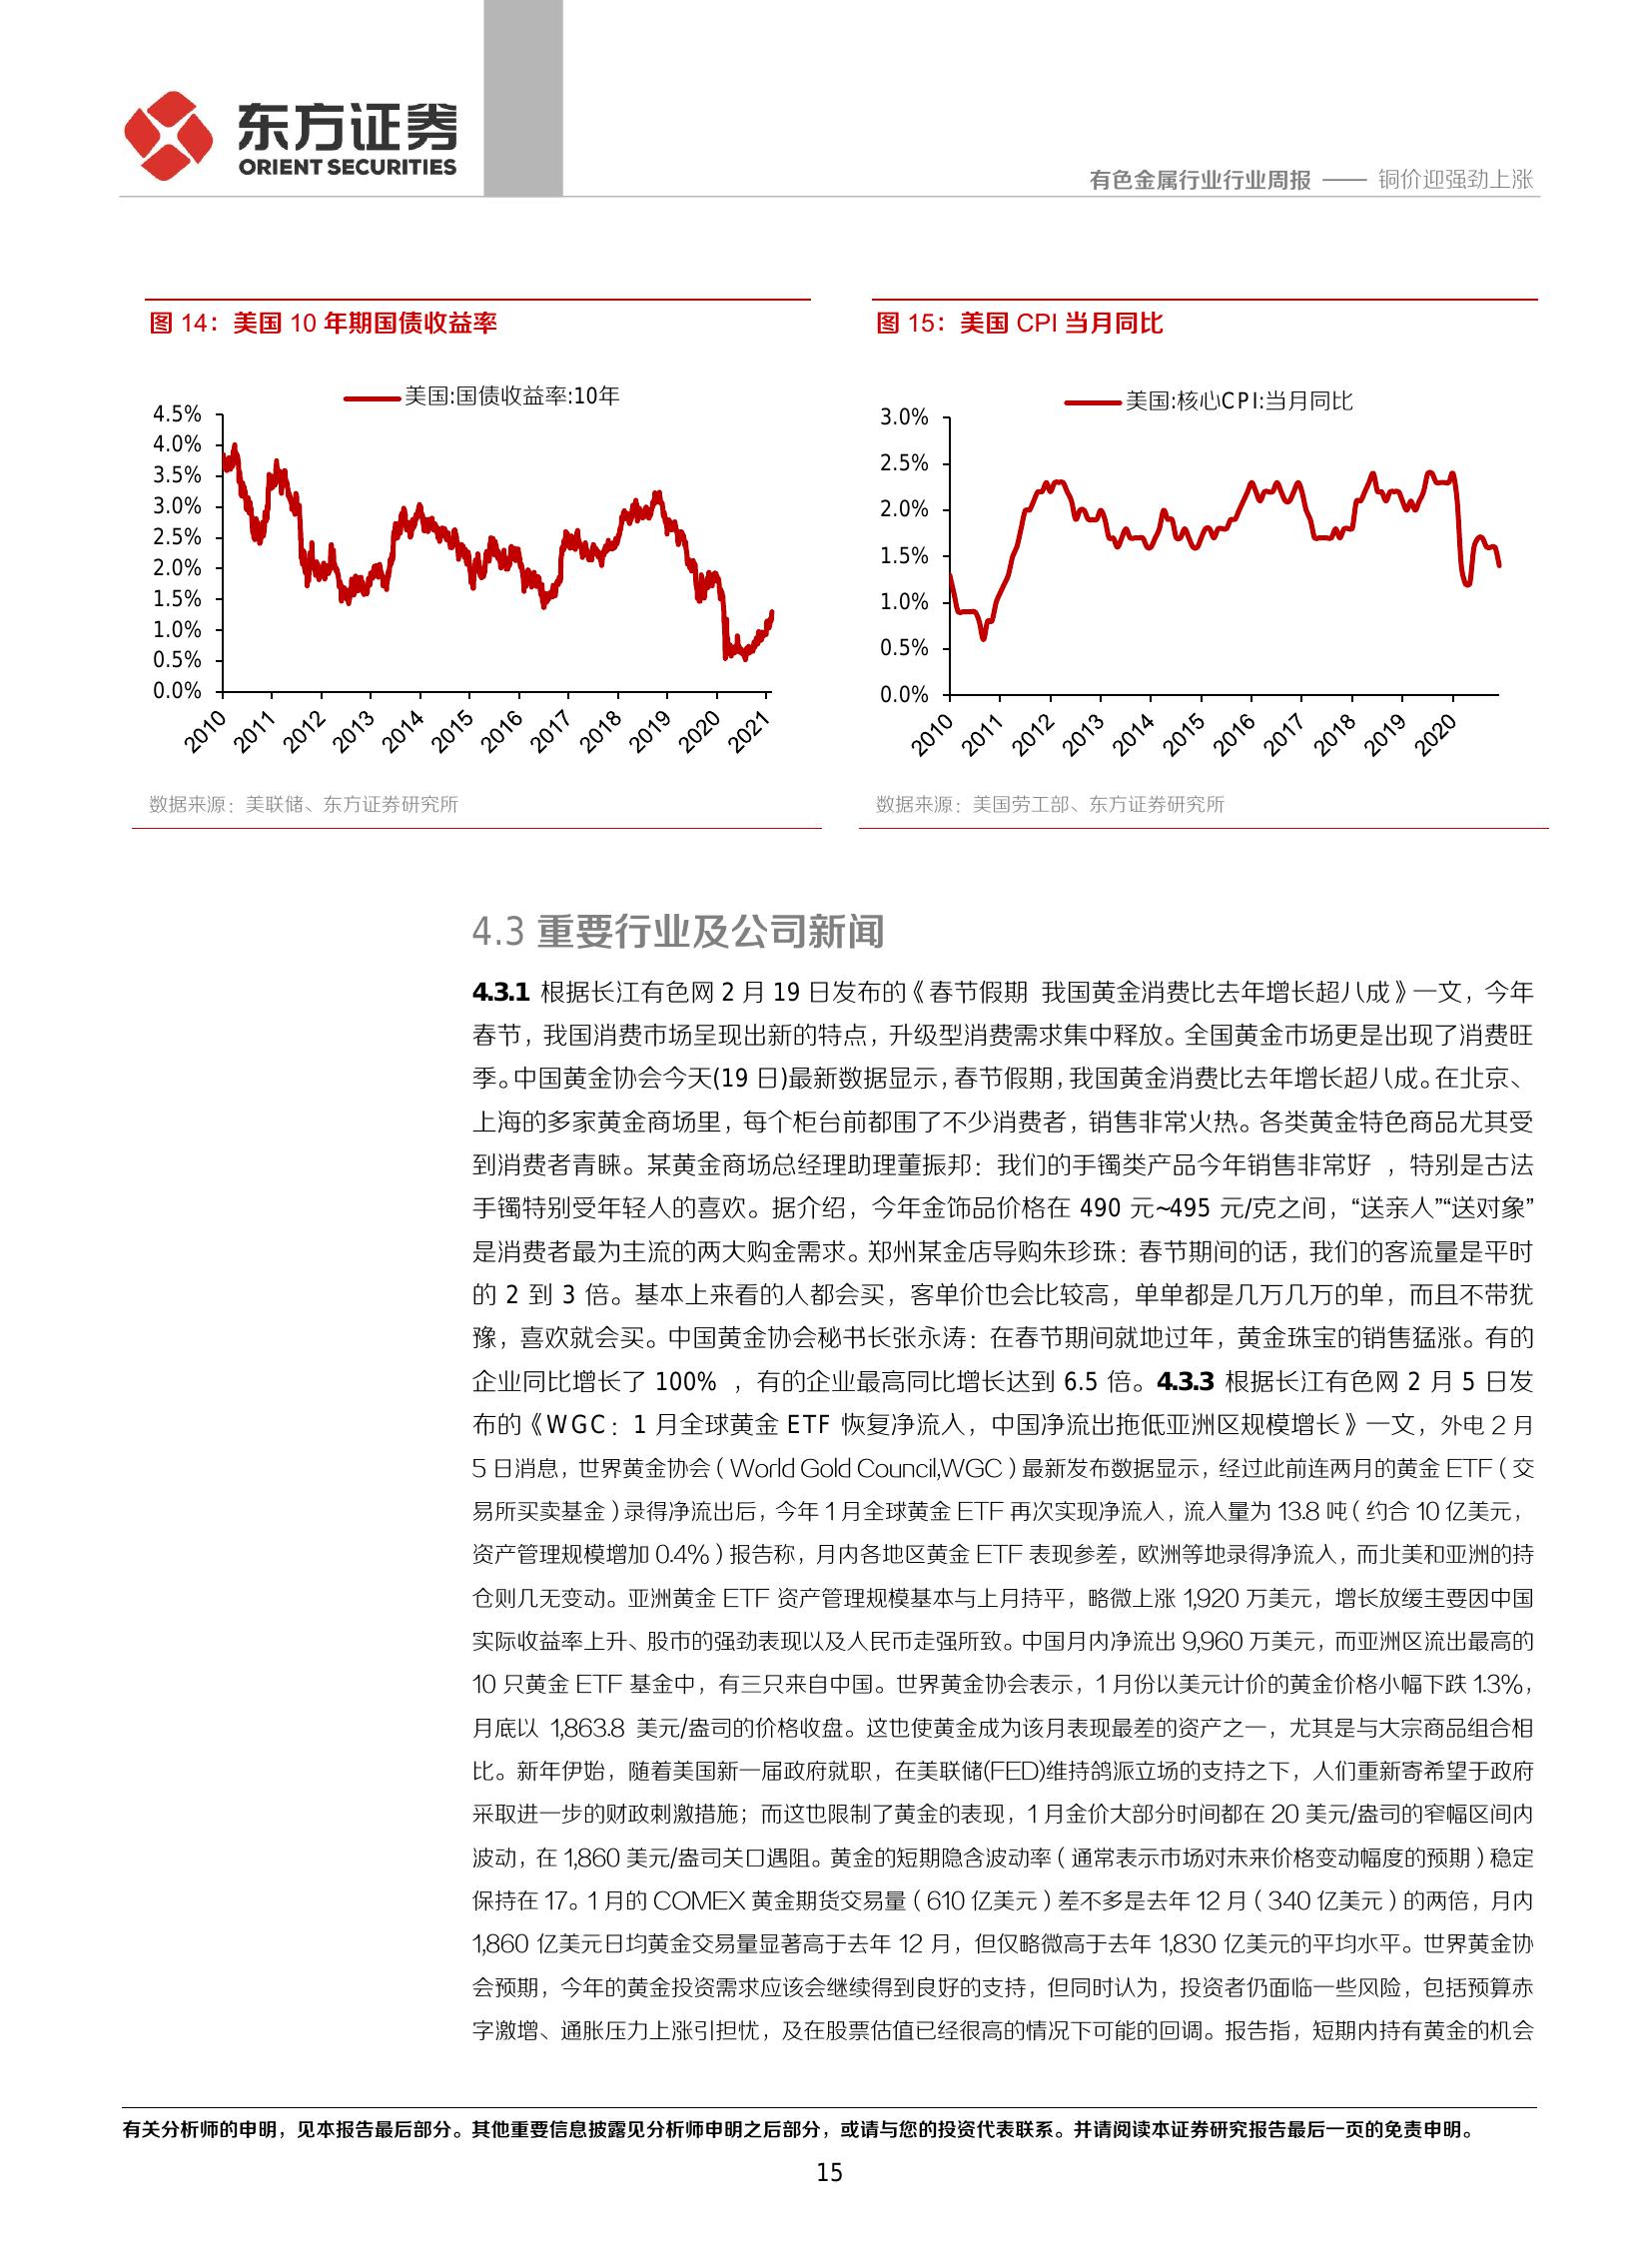 东方证券
ORIENT SECURITIES
有色金属行业行业周报 —— 铜价迎强劲上涨
图 14：美国 10 年期国债收益率
美国:国债收益率:10年
4.5%
4.0%
3.5%
3.0%
2.5%
2.0%
1.5%
1.0%
0.5%
0.0%
2010 2011 2012 2013 2014 2015 2016 2017 2018 2019 2020 2021
数据来源：美联储、东方证券研究所
图 15：美国 CPI 当月同比
美国:核心CPI:当月同比
3.0%
2.5%
2.0%
1.5%
1.0%
0.5%
0.0%
2010 2011 2012 2013 2014 2015 2016 2017 2018 2019 2020
数据来源：美国劳工部、东方证券研究所
4.3 重要行业及公司新闻
4.3.1 根据长江有色网 2 月 19 日发布的《春节假期 我国黄金消费比去年增长超八成》一文，今年
春节，我国消费市场呈现出新的特点，升级型消费需求集中释放。全国黄金市场更是出现了消费旺
季。中国黄金协会今天(19 日)最新数据显示，春节假期，我国黄金消费比去年增长超八成。在北京、
上海的多家黄金商场里，每个柜台前都围了不少消费者，销售非常火热。各类黄金特色商品尤其受
到消费者青睐。某黄金商场总经理助理董振邦：我们的手镯类产品今年销售非常好 ，特别是古法
手镯特别受年轻人的喜欢。据介绍，今年金饰品价格在 490 元~495 元/克之间，“送亲人”“送对象”
是消费者最为主流的两大购金需求。郑州某金店导购朱珍珠：春节期间的话，我们的客流量是平时
的 2 到 3 倍。基本上来看的人都会买，客单价也会比较高，单单都是几万几万的单，而且不带犹
豫，喜欢就会买。中国黄金协会秘书长张永涛：在春节期间就地过年，黄金珠宝的销售猛涨。有的
企业同比增长了 100% ，有的企业最高同比增长达到 6.5 倍。4.3.3 根据长江有色网 2 月 5 日发
布的《WGC：1 月全球黄金 ETF 恢复净流入，中国净流出拖低亚洲区规模增长》一文，外电 2 月
5 日消息，世界黄金协会（World Gold Council,WGC）最新发布数据显示，经过此前连两月的黄金 ETF（交
易所买卖基金）录得净流出后，今年 1 月全球黄金 ETF 再次实现净流入，流入量为 13.8 吨（约合 10 亿美元，
资产管理规模增加 0.4%）报告称，月内各地区黄金 ETF 表现参差，欧洲等地录得净流入，而北美和亚洲的持
仓则几无变动。亚洲黄金 ETF 资产管理规模基本与上月持平，略微上涨 1,920 万美元，增长放缓主要因中国
实际收益率上升、股市的强劲表现以及人民币走强所致。中国月内净流出 9,960 万美元，而亚洲区流出最高的
10 只黄金 ETF 基金中，有三只来自中国。世界黄金协会表示，1 月份以美元计价的黄金价格小幅下跌 1.3%，
月底以 1,863.8 美元/盎司的价格收盘。这也使黄金成为该月表现最差的资产之一，尤其是与大宗商品组合相
比。新年伊始，随着美国新一届政府就职，在美联储(FED)维持鸽派立场的支持之下，人们重新寄希望于政府
采取进一步的财政刺激措施；而这也限制了黄金的表现，1 月金价大部分时间都在 20 美元/盎司的窄幅区间内
波动，在 1,860 美元/盎司关口遇阻。黄金的短期隐含波动率（通常表示市场对未来价格变动幅度的预期）稳定
保持在 17。1 月的 COMEX 黄金期货交易量（610 亿美元）差不多是去年 12 月（340 亿美元）的两倍，月内
1,860 亿美元日均黄金交易量显著高于去年 12 月，但仅略微高于去年 1,830 亿美元的平均水平。世界黄金协
会预期，今年的黄金投资需求应该会继续得到良好的支持，但同时认为，投资者仍面临一些风险，包括预算赤
字激增、通胀压力上涨引担忧，及在股票估值已经很高的情况下可能的回调。报告指，短期内持有黄金的机会
有关分析师的申明，见本报告最后部分。其他重要信息披露见分析师申明之后部分，或请与您的投资代表联系。并请阅读本证券研究报告最后一页的免责申明。
15